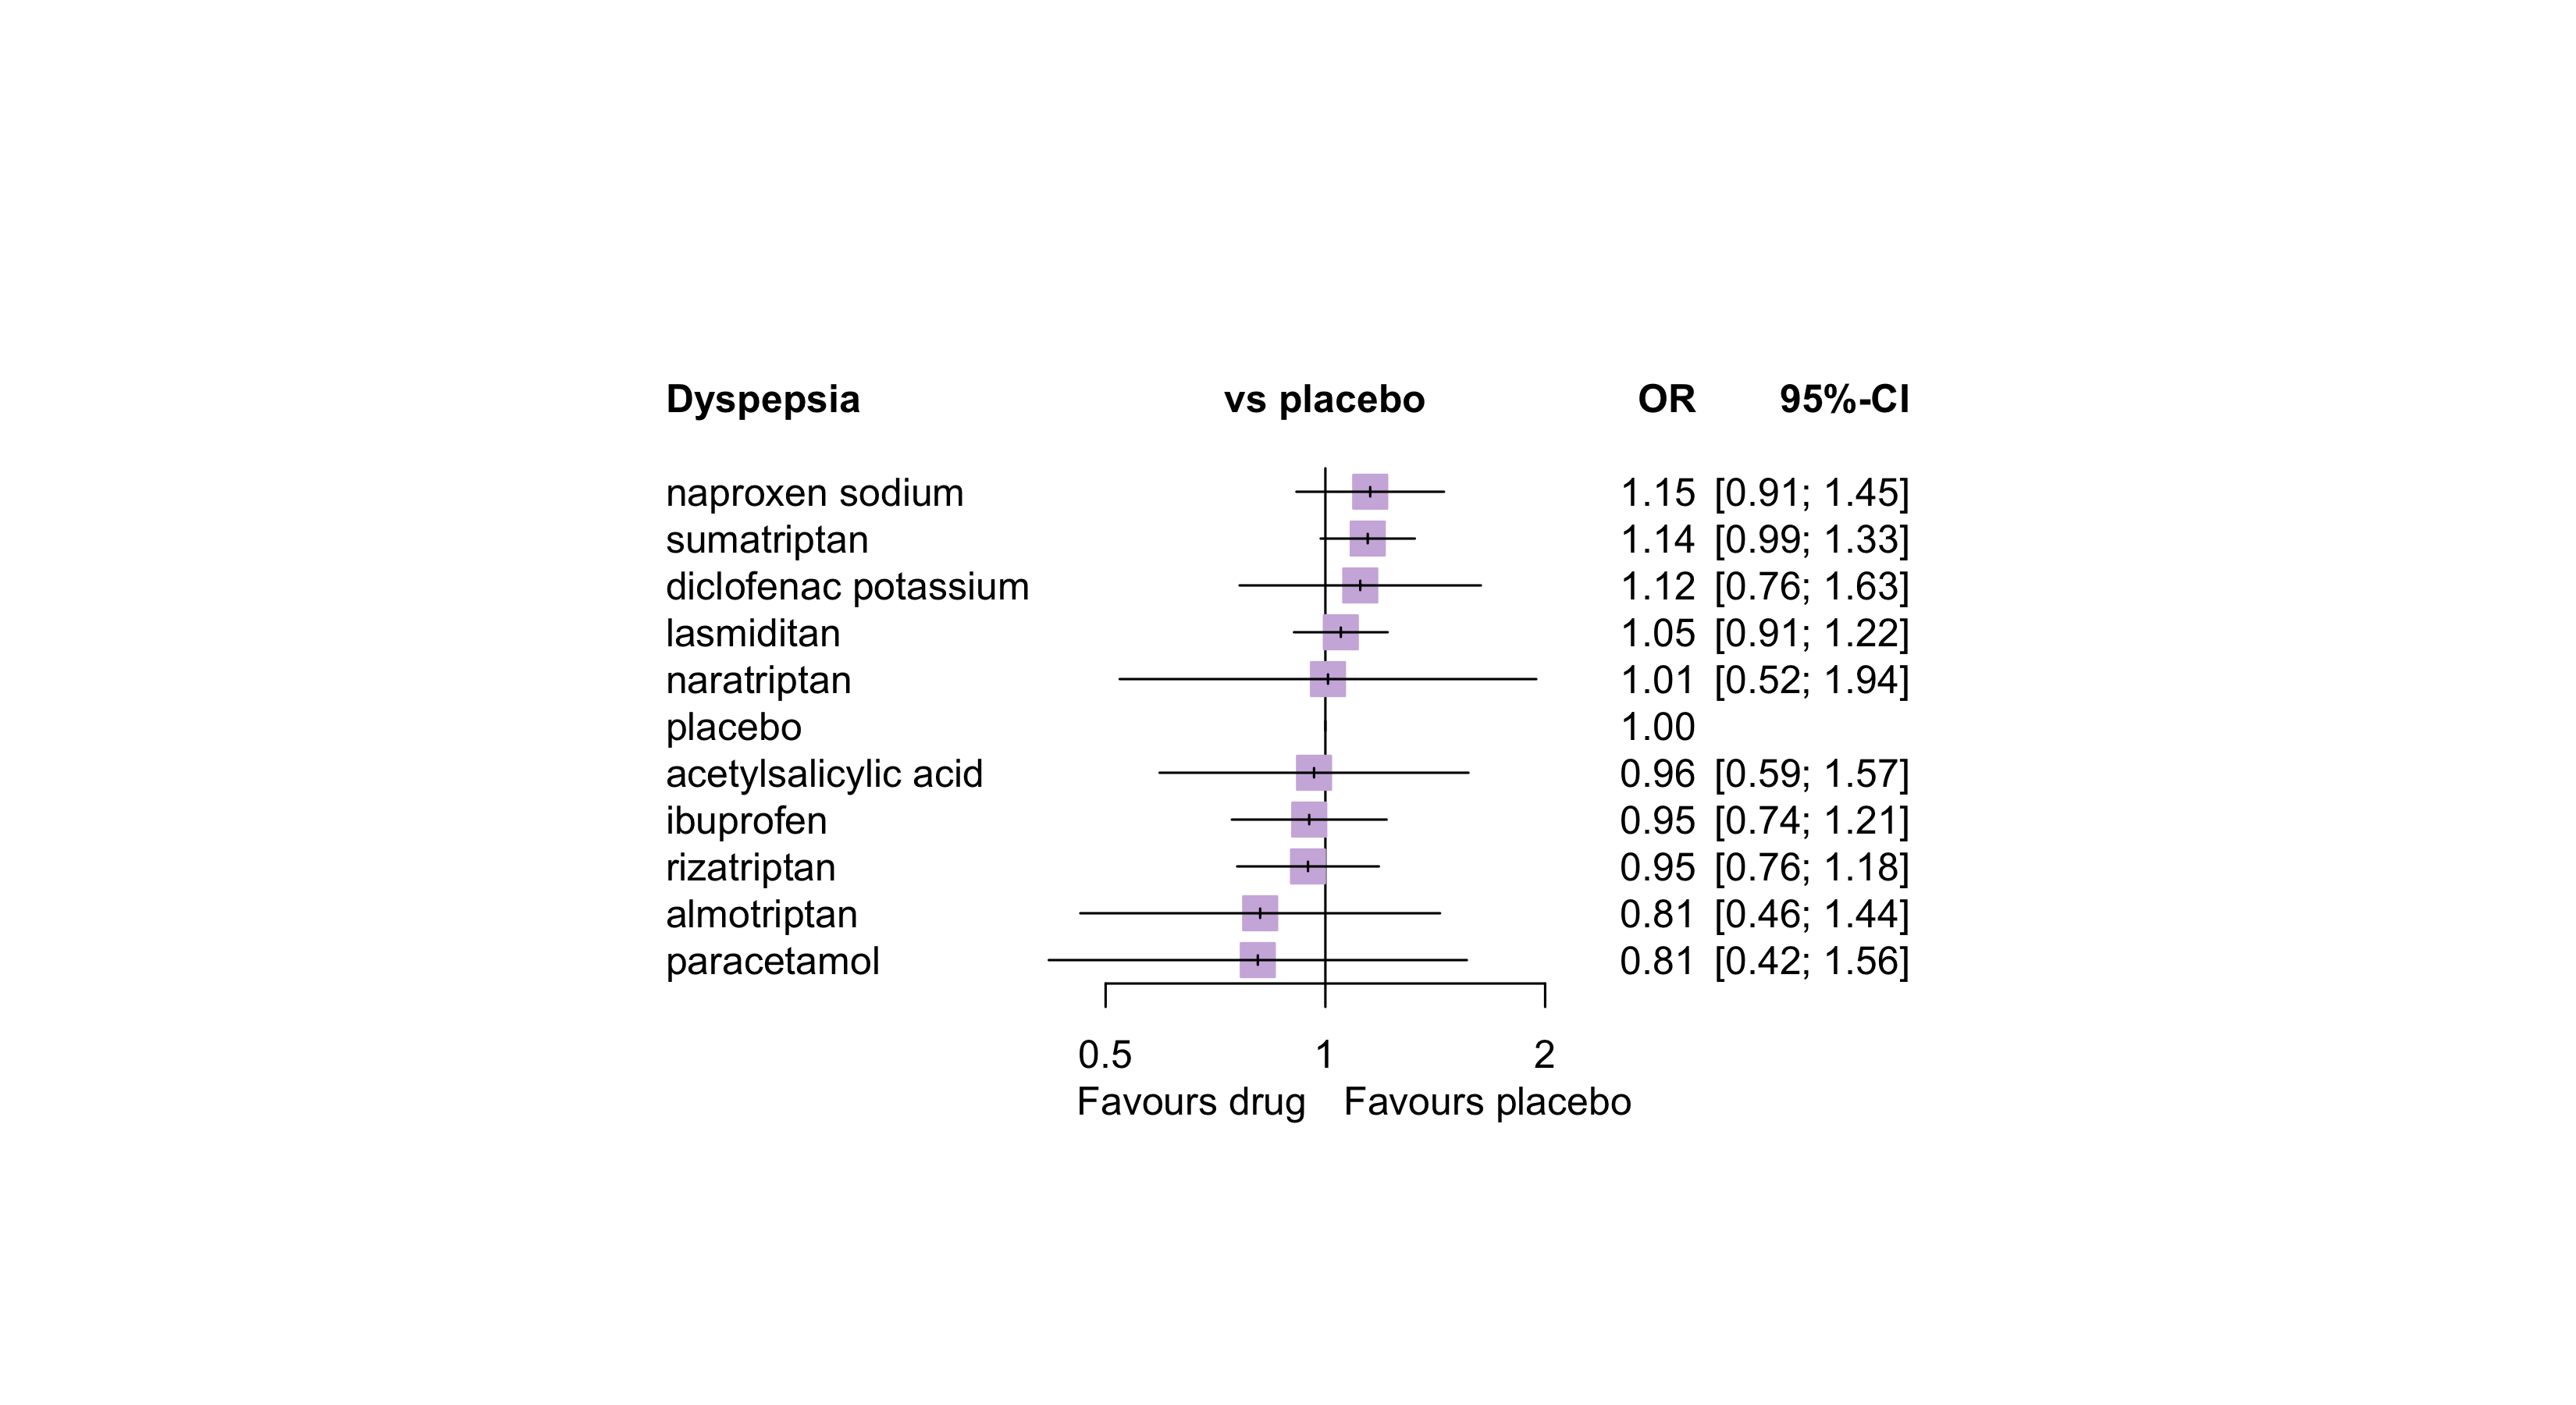 Dyspepsia vs placebo OR 95%-CI
naproxen sodium 1.15 [0.91; 1.45]
sumatriptan 1.14 [0.99; 1.33]
diclofenac potassium 1.12 [0.76; 1.63]
lasmiditan 1.05 [0.91; 1.22]
naratriptan 1.01 [0.52; 1.94]
placebo 1.00
acetylsalicylic acid 0.96 [0.59; 1.57]
ibuprofen 0.95 [0.74; 1.21]
rizatriptan 0.95 [0.76; 1.18]
almotriptan 0.81 [0.46; 1.44]
paracetamol 0.81 [0.42; 1.56]
0.5 1 2
Favours drug Favours placebo